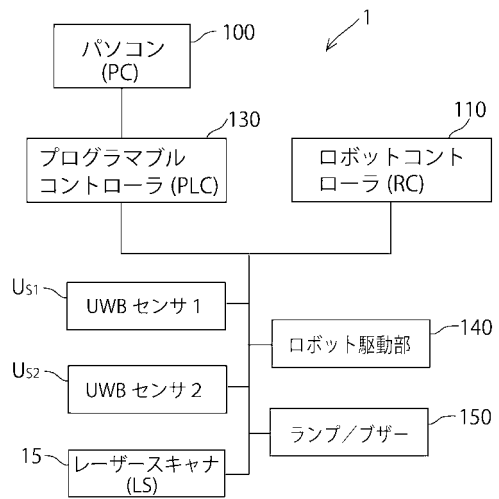 1
100
パソコン
(PC)
130
プログラマブル
コントローラ(PLC)
110
ロボットコント
ローラ(RC)
US1
UWB センサ 1
140
ロボット駆動部
US2
UWB センサ 2
150
ランプ／ブザー
15
レーザースキャナ
(LS)